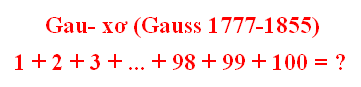 Gau- xơ (Gauss 1777-1855)
1 + 2 + 3 + ... + 98 + 99 + 100 = ?